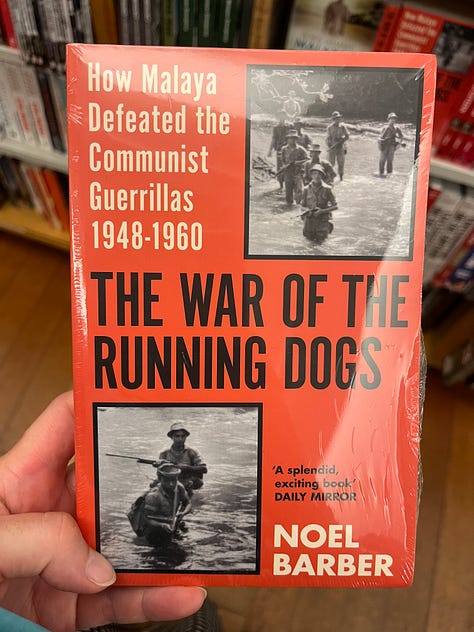 How Malaya
Defeated the
Communist
Guerrillas
1948-1960
THE WAR OF THE
RUNNING DOGS
'A splendid,
exciting book'
DAILY MIRROR
NOEL
BARBER